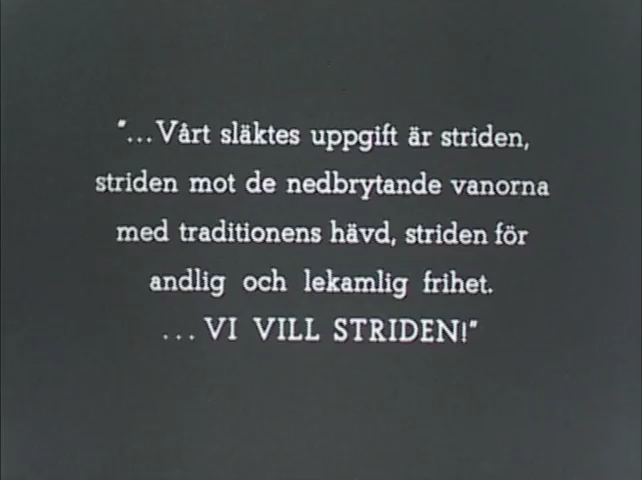 "...Vårt släktes uppgift är striden,
striden mot de nedbrytande vanorna
med traditionens hävd, striden för
andlig och lekamlig frihet.
... VI VILL STRIDEN!"